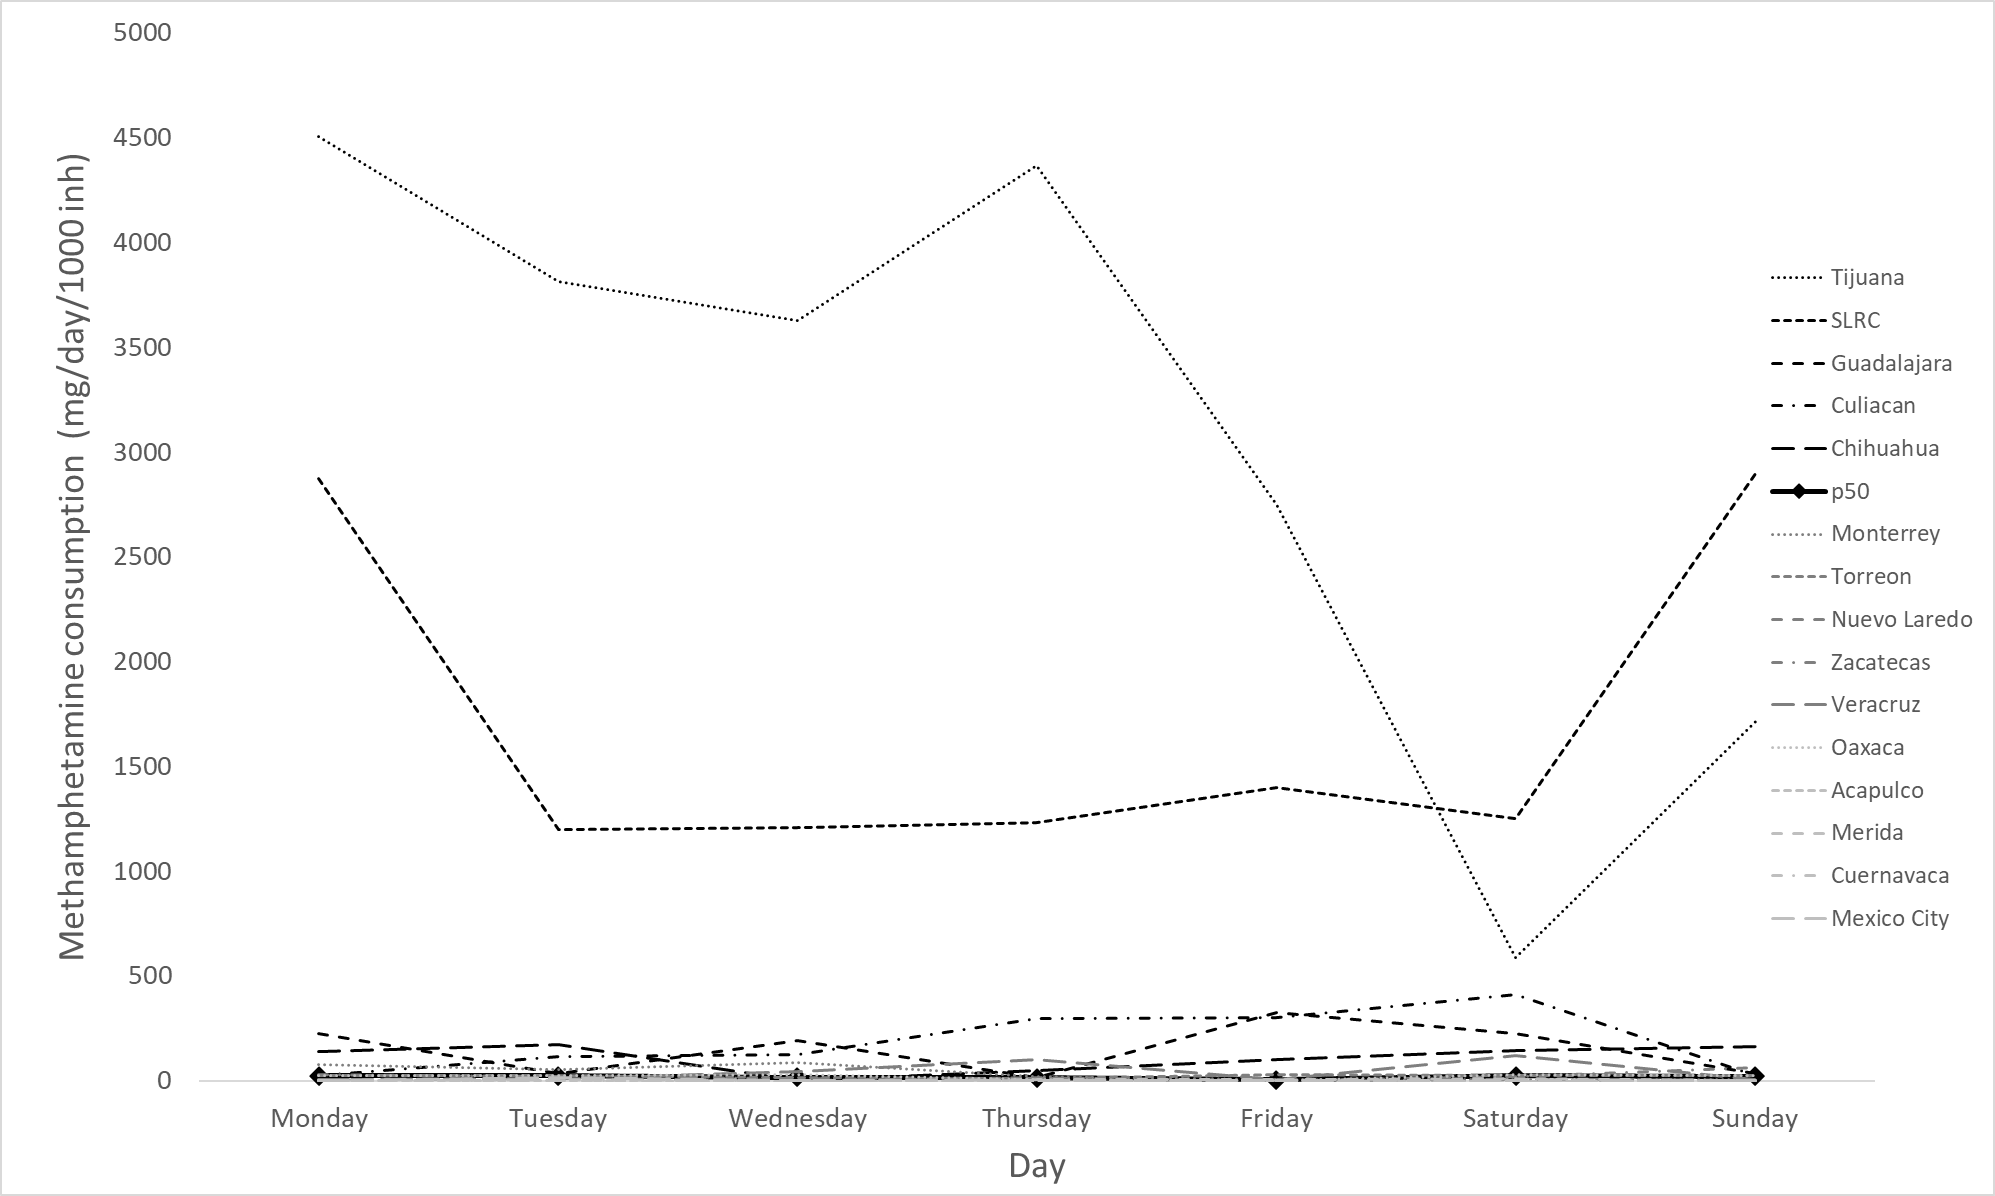 5000
4500
4000
3500
3000
2500
2000
1500
1000
500
0
Methamphetamine consumption (mg/day/1000 inh)
Monday Tuesday Wednesday Thursday Friday Saturday Sunday
Day
Tijuana
SLRC
Guadalajara
Culiacan
Chihuahua
p50
Monterrey
Torreon
Nuevo Laredo
Zacatecas
Veracruz
Oaxaca
Acapulco
Merida
Cuernavaca
Mexico City